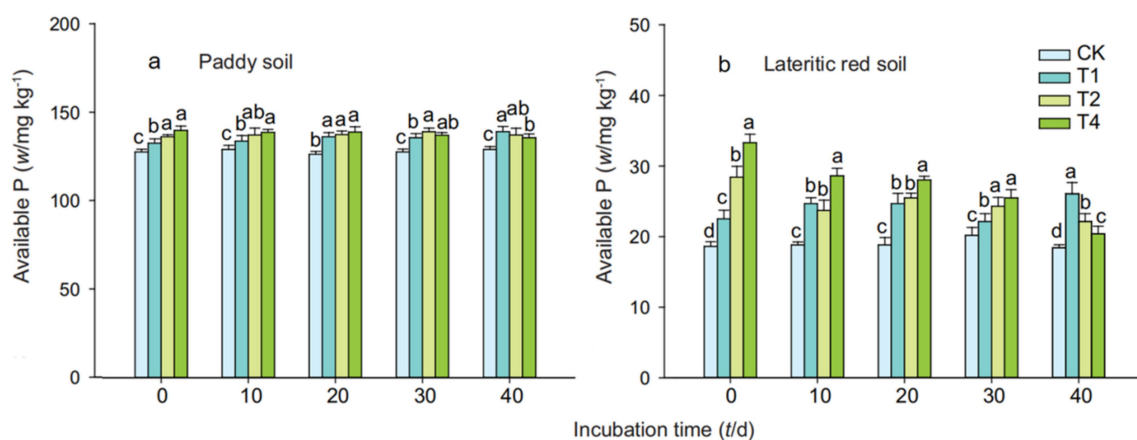 Available P (w/mg kg⁻¹)
200
150
100
50
0
a Paddy soil
c b a a
c b ab a
b a a a
c b a ab
c a ab b
0 10 20 30 40
Available P (w/mg kg⁻¹)
50
40
30
20
10
0
b Lateritic red soil
CK
T1
T2
T4
d c b a
c b b a
c b b a
c b a a
d a b c
0 10 20 30 40
Incubation time (t/d)